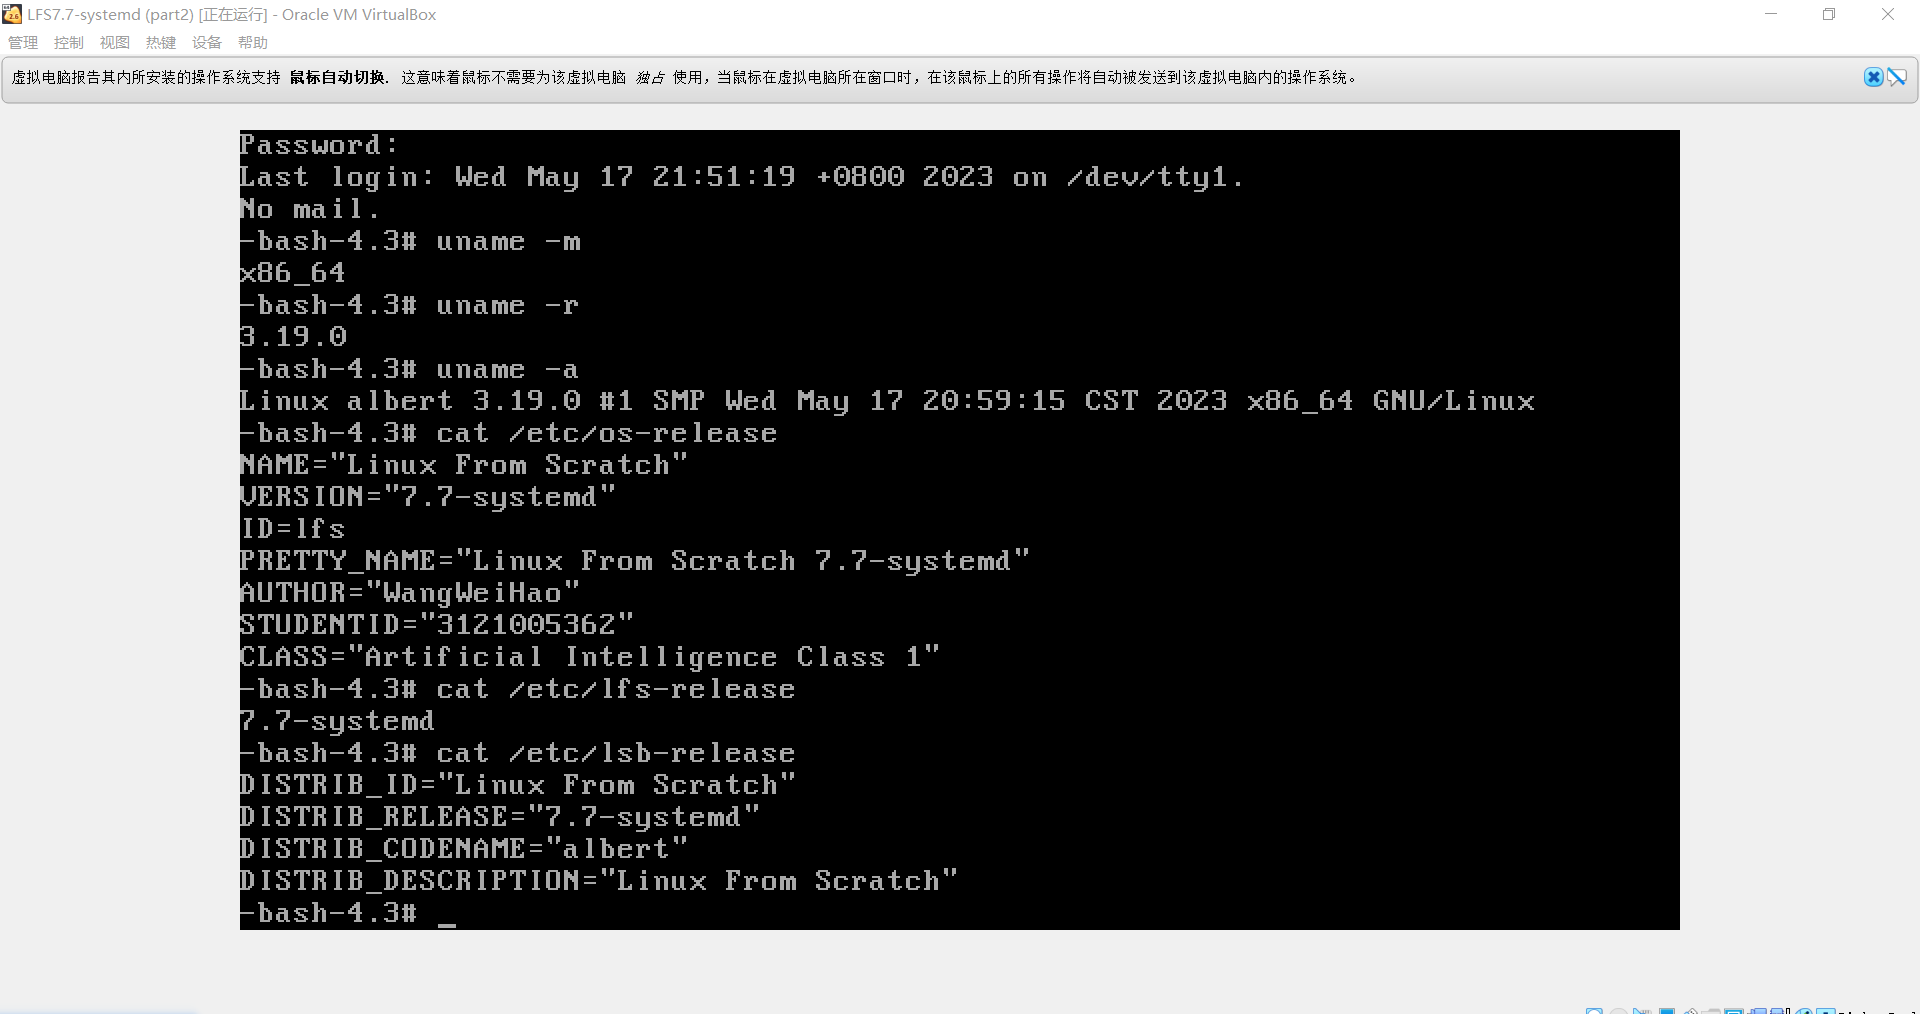 LFS7.7-systemd (part2) [正在运行] - Oracle VM VirtualBox
管理 控制 视图 热键 设备 帮助
虚拟电脑报告其内所安装的操作系统支持 鼠标自动切换. 这意味着鼠标不需要为该虚拟电脑 独占 使用，当鼠标在虚拟电脑所在窗口时，在该鼠标上的所有操作将自动被发送到该虚拟电脑内的操作系统。
Password:
Last login: Wed May 17 21:51:19 +0800 2023 on /dev/tty1.
No mail.
-bash-4.3# uname -m
x86_64
-bash-4.3# uname -r
3.19.0
-bash-4.3# uname -a
Linux albert 3.19.0 #1 SMP Wed May 17 20:59:15 CST 2023 x86_64 GNU/Linux
-bash-4.3# cat /etc/os-release
NAME="Linux From Scratch"
VERSION="7.7-systemd"
ID=lfs
PRETTY_NAME="Linux From Scratch 7.7-systemd"
AUTHOR="WangWeiHao"
STUDENTID="3121005362"
CLASS="Artificial Intelligence Class 1"
-bash-4.3# cat /etc/lfs-release
7.7-systemd
-bash-4.3# cat /etc/lsb-release
DISTRIB_ID="Linux From Scratch"
DISTRIB_RELEASE="7.7-systemd"
DISTRIB_CODENAME="albert"
DISTRIB_DESCRIPTION="Linux From Scratch"
-bash-4.3# _